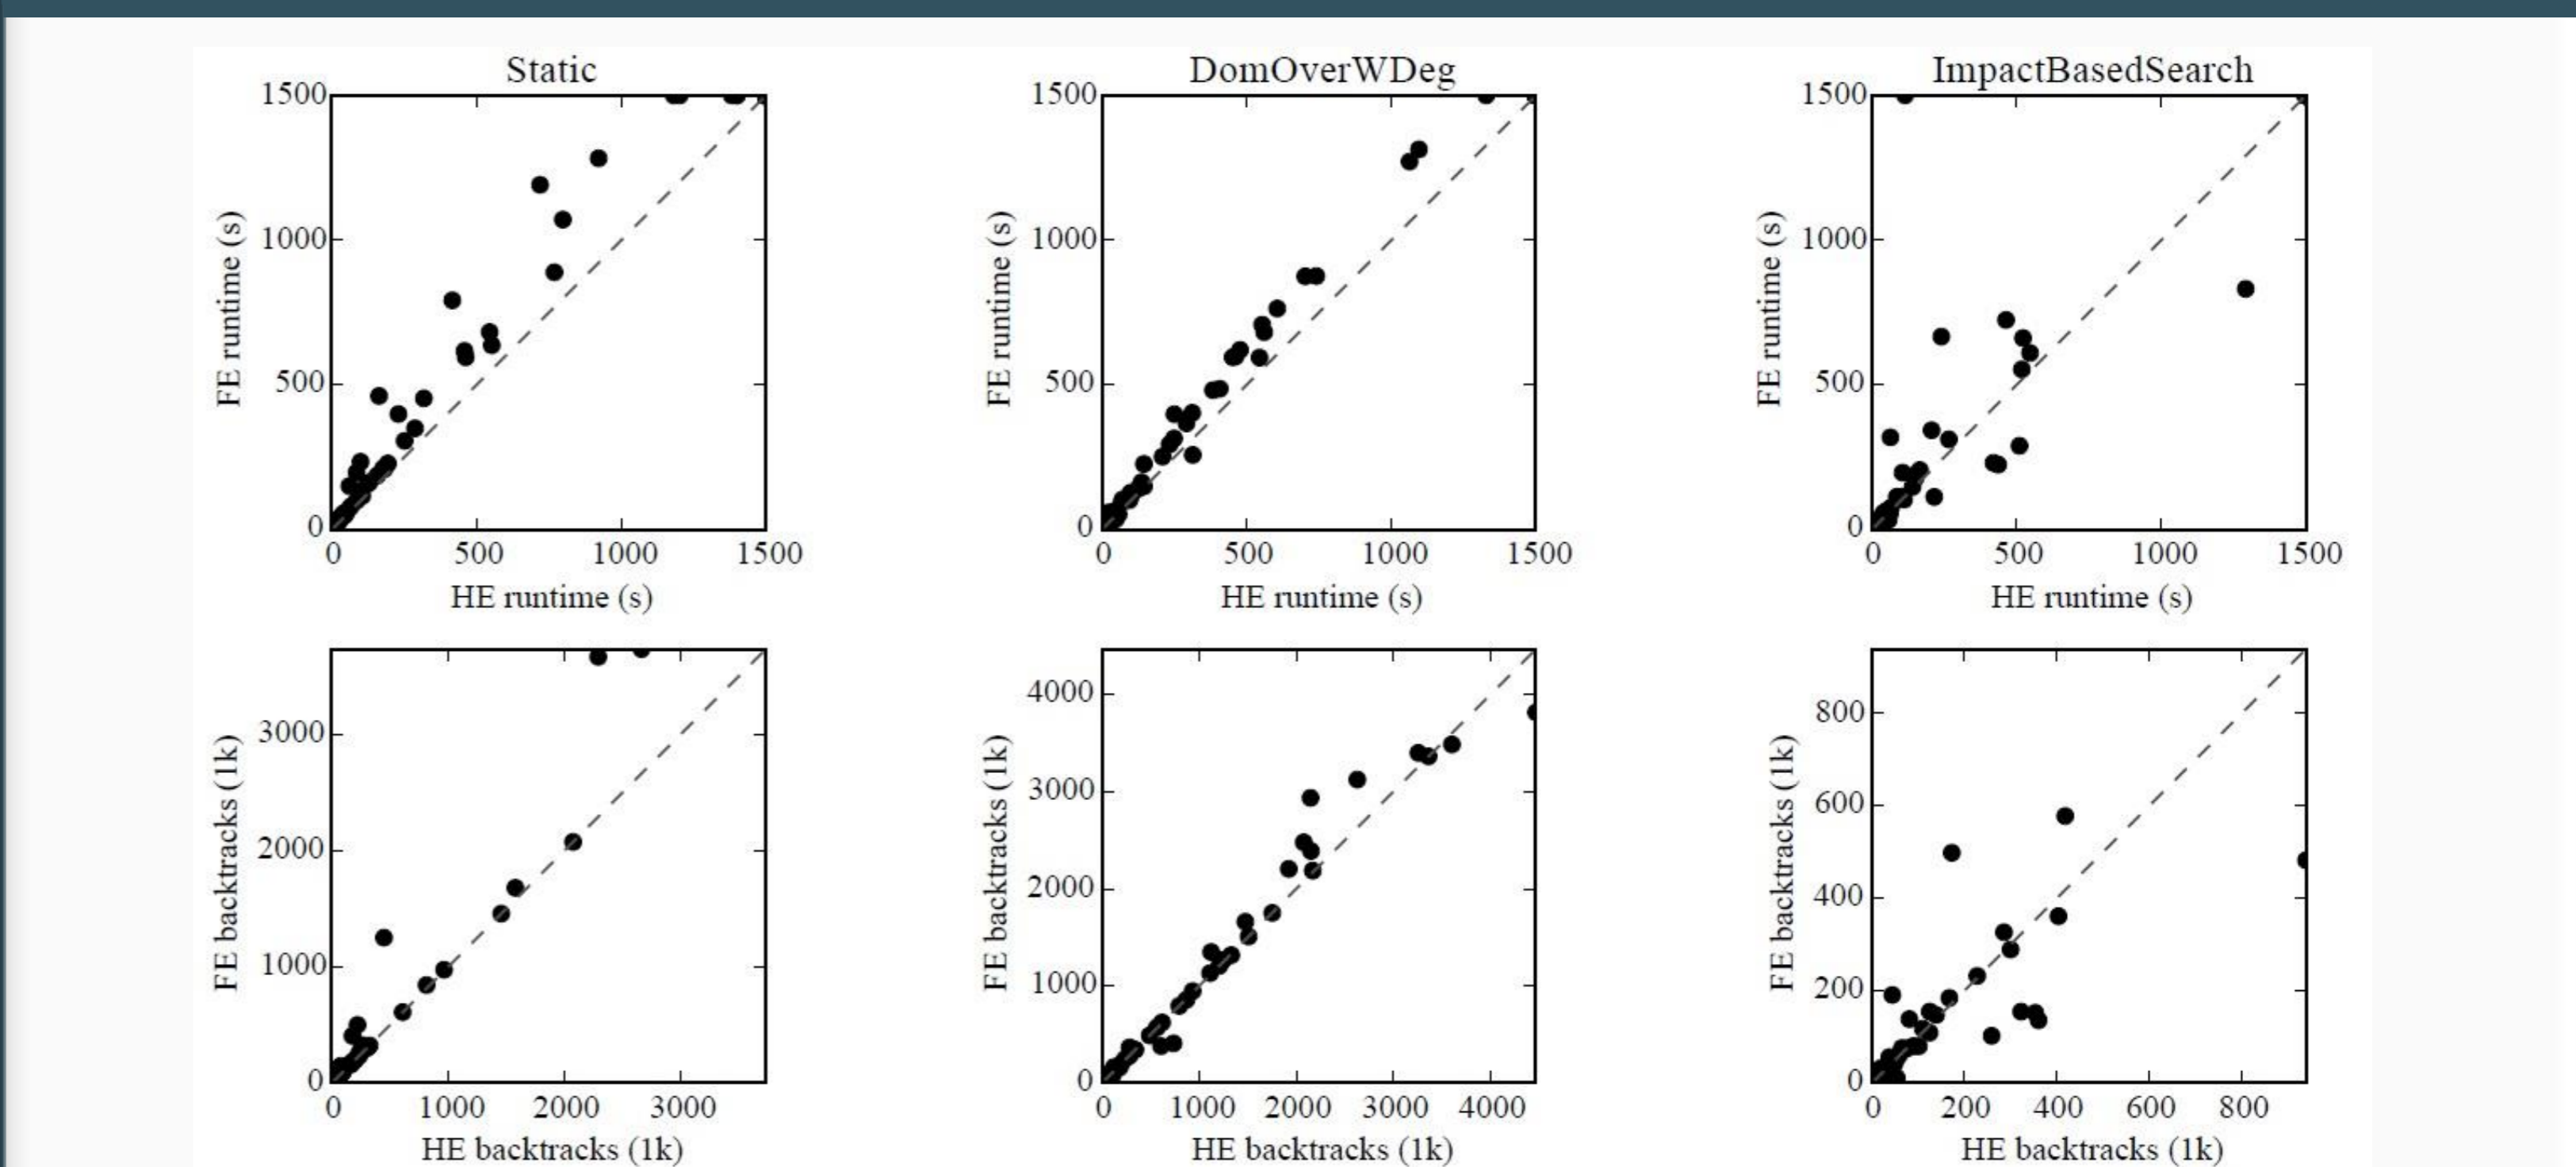 Static
1500
1000
500
0
FE runtime (s)
0 500 1000 1500
HE runtime (s)
DomOverWDeg
1500
1000
500
0
FE runtime (s)
0 500 1000 1500
HE runtime (s)
ImpactBasedSearch
1500
1000
500
0
FE runtime (s)
0 500 1000 1500
HE runtime (s)
3000
2000
1000
0
FE backtracks (1k)
0 1000 2000 3000
HE backtracks (1k)
4000
3000
2000
1000
0
FE backtracks (1k)
0 1000 2000 3000 4000
HE backtracks (1k)
800
600
400
200
0
FE backtracks (1k)
0 200 400 600 800
HE backtracks (1k)